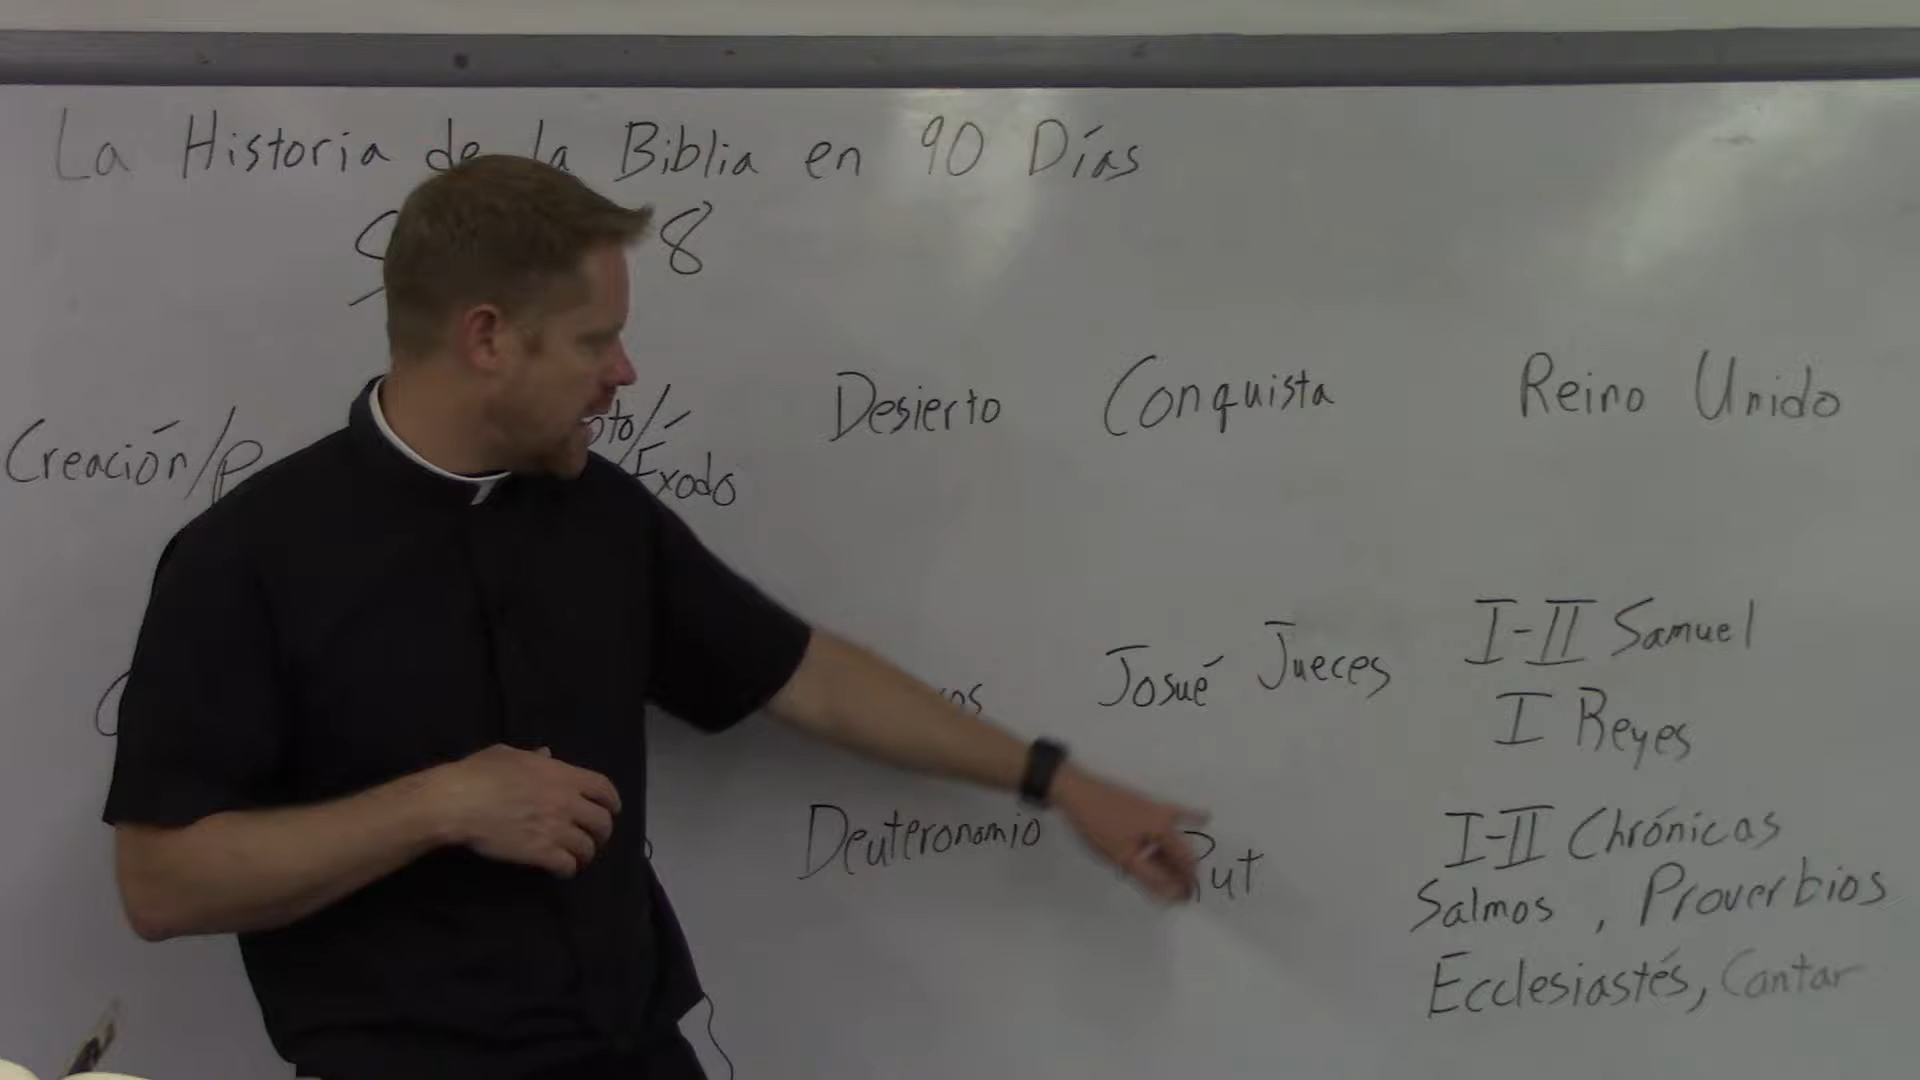 La Historia de la Biblia en 90 Días
8
Creación/
Éxodo
Desierto
Conquista
Reino Unido
Josué Jueces
I-II Samuel
I Reyes
Deuteronomio
I-II Chrónicas
Salmos , Proverbios
Ecclesiastés, Cantar